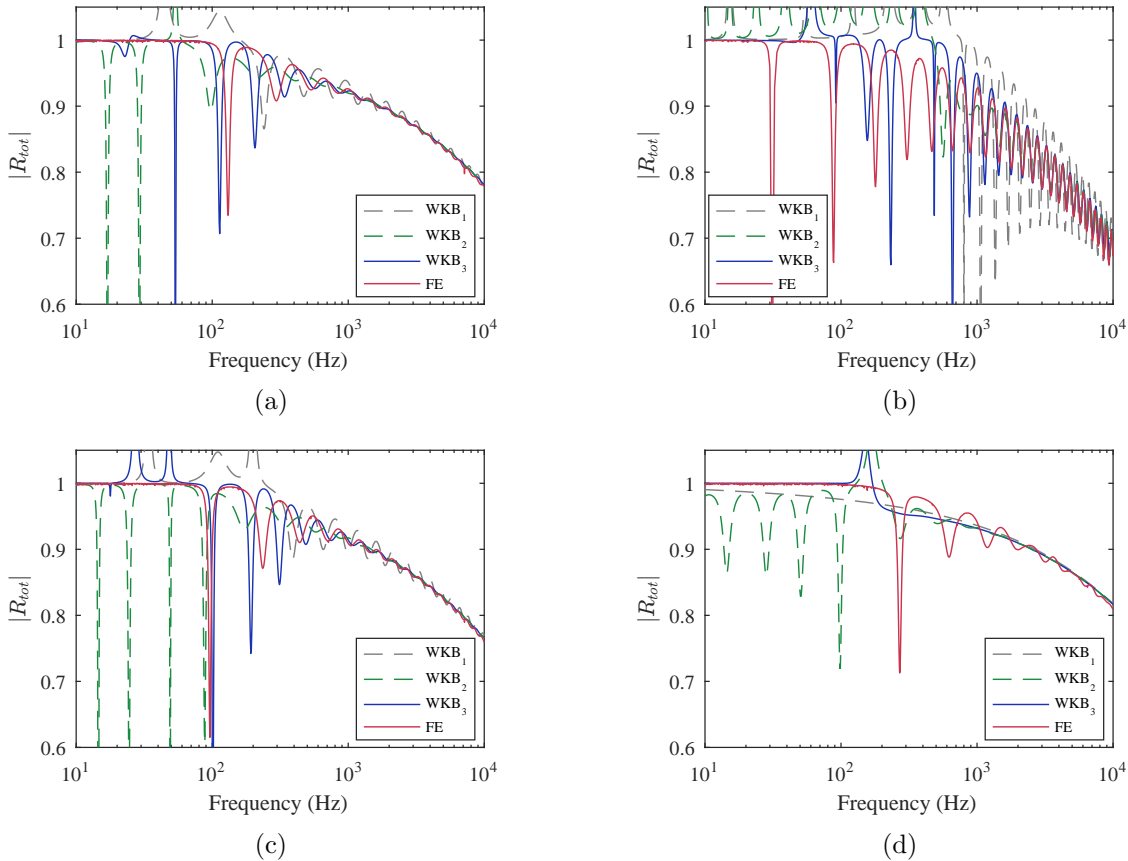 1
0.9
0.8
0.7
0.6
|R_tot|
WKB_1
WKB_2
WKB_3
FE
10^1 10^2 10^3 10^4
Frequency (Hz)
(a)
1
0.9
0.8
0.7
0.6
|R_tot|
WKB_1
WKB_2
WKB_3
FE
10^1 10^2 10^3 10^4
Frequency (Hz)
(b)
1
0.9
0.8
0.7
0.6
|R_tot|
WKB_1
WKB_2
WKB_3
FE
10^1 10^2 10^3 10^4
Frequency (Hz)
(c)
1
0.9
0.8
0.7
0.6
|R_tot|
WKB_1
WKB_2
WKB_3
FE
10^1 10^2 10^3 10^4
Frequency (Hz)
(d)